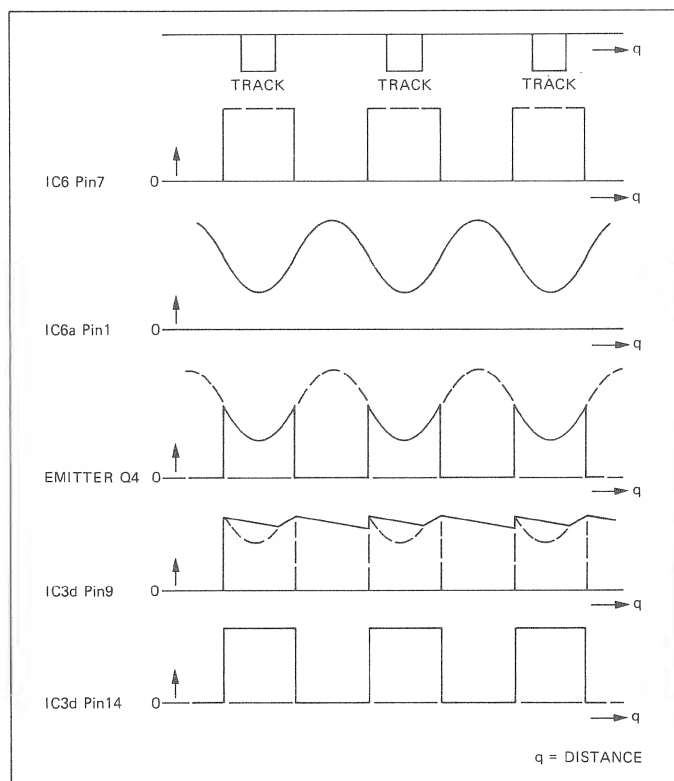 q
TRACK TRACK TRACK
IC6 Pin7 0
q
IC6a Pin1 0
q
EMITTER Q4 0
q
IC3d Pin9 0
q
IC3d Pin14 0
q
q = DISTANCE